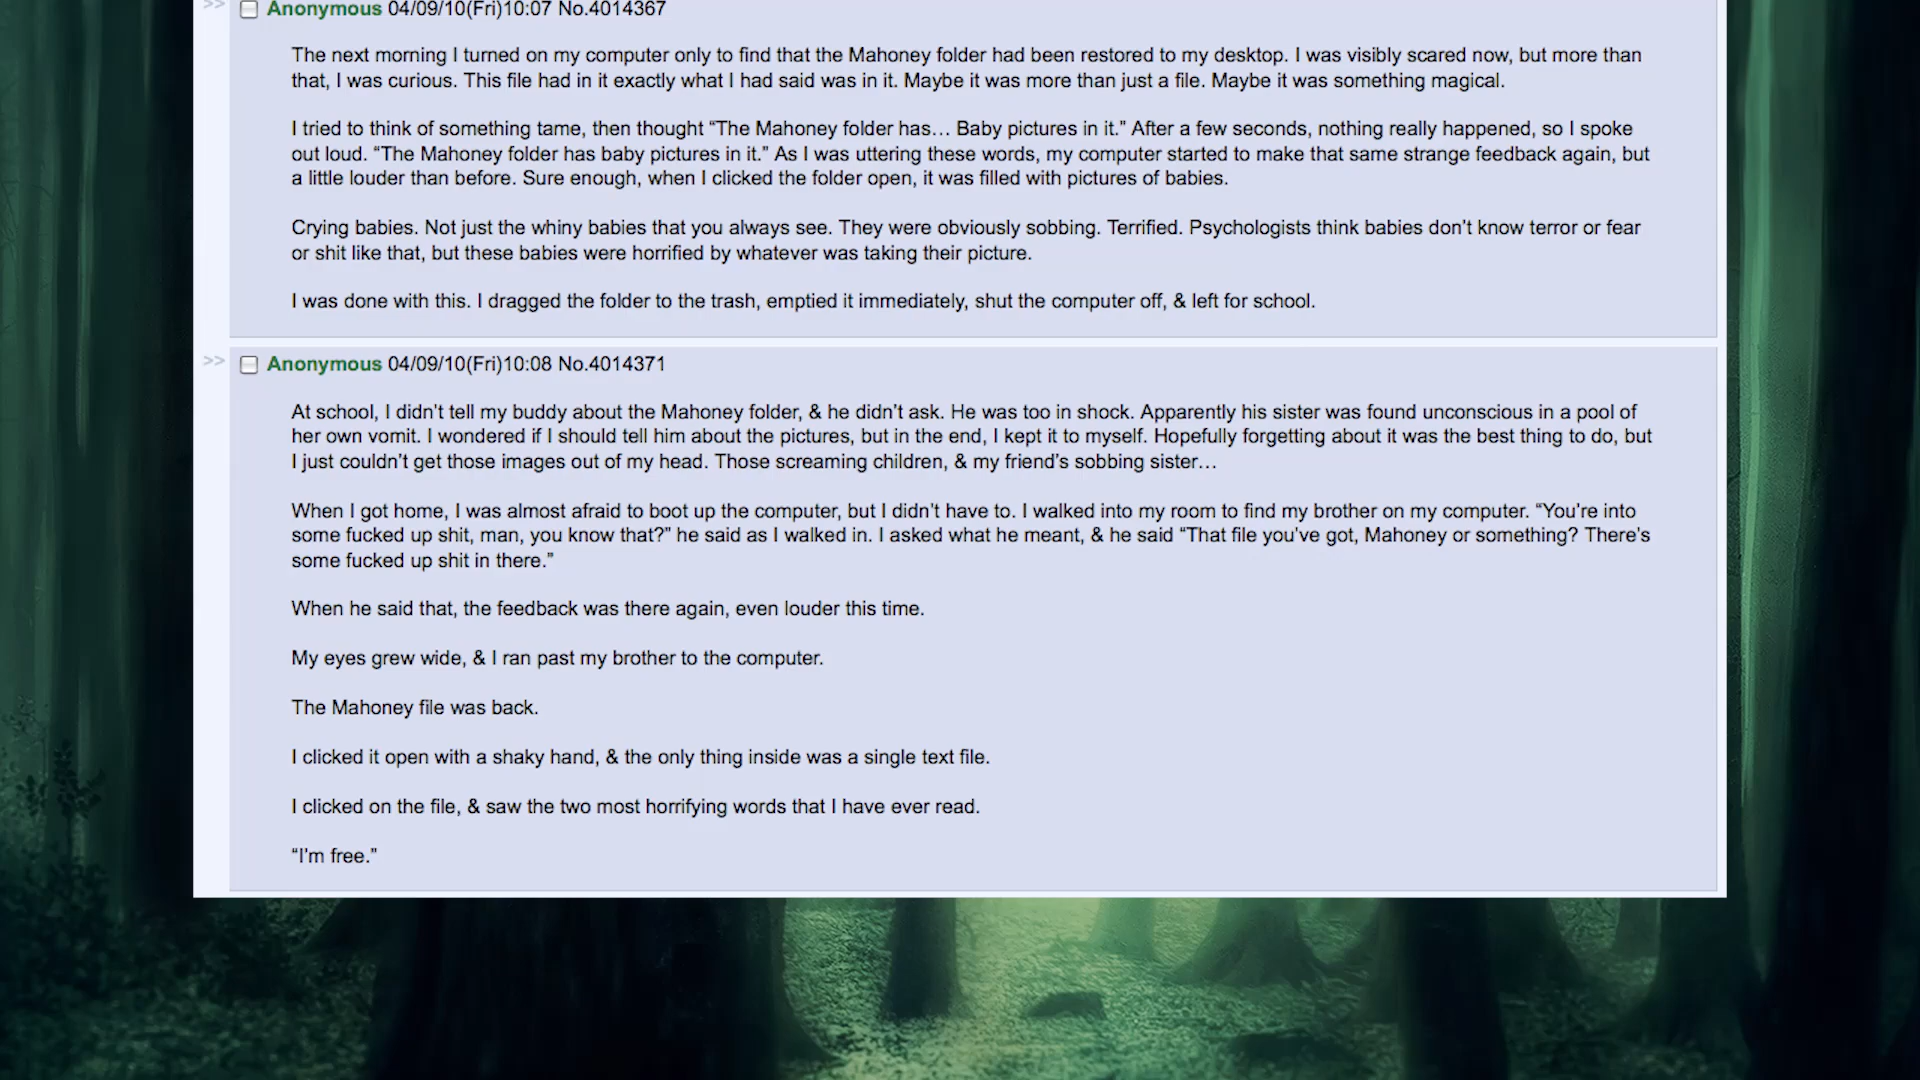 >> Anonymous 04/09/10(Fri)10:07 No.4014367
The next morning I turned on my computer only to find that the Mahoney folder had been restored to my desktop. I was visibly scared now, but more than
that, I was curious. This file had in it exactly what I had said was in it. Maybe it was more than just a file. Maybe it was something magical.
I tried to think of something tame, then thought “The Mahoney folder has… Baby pictures in it.” After a few seconds, nothing really happened, so I spoke
out loud. “The Mahoney folder has baby pictures in it.” As I was uttering these words, my computer started to make that same strange feedback again, but
a little louder than before. Sure enough, when I clicked the folder open, it was filled with pictures of babies.
Crying babies. Not just the whiny babies that you always see. They were obviously sobbing. Terrified. Psychologists think babies don't know terror or fear
or shit like that, but these babies were horrified by whatever was taking their picture.
I was done with this. I dragged the folder to the trash, emptied it immediately, shut the computer off, & left for school.
>> Anonymous 04/09/10(Fri)10:08 No.4014371
At school, I didn't tell my buddy about the Mahoney folder, & he didn't ask. He was too in shock. Apparently his sister was found unconscious in a pool of
her own vomit. I wondered if I should tell him about the pictures, but in the end, I kept it to myself. Hopefully forgetting about it was the best thing to do, but
I just couldn't get those images out of my head. Those screaming children, & my friend's sobbing sister…
When I got home, I was almost afraid to boot up the computer, but I didn't have to. I walked into my room to find my brother on my computer. “You're into
some fucked up shit, man, you know that?” he said as I walked in. I asked what he meant, & he said “That file you've got, Mahoney or something? There's
some fucked up shit in there.”
When he said that, the feedback was there again, even louder this time.
My eyes grew wide, & I ran past my brother to the computer.
The Mahoney file was back.
I clicked it open with a shaky hand, & the only thing inside was a single text file.
I clicked on the file, & saw the two most horrifying words that I have ever read.
“I'm free.”